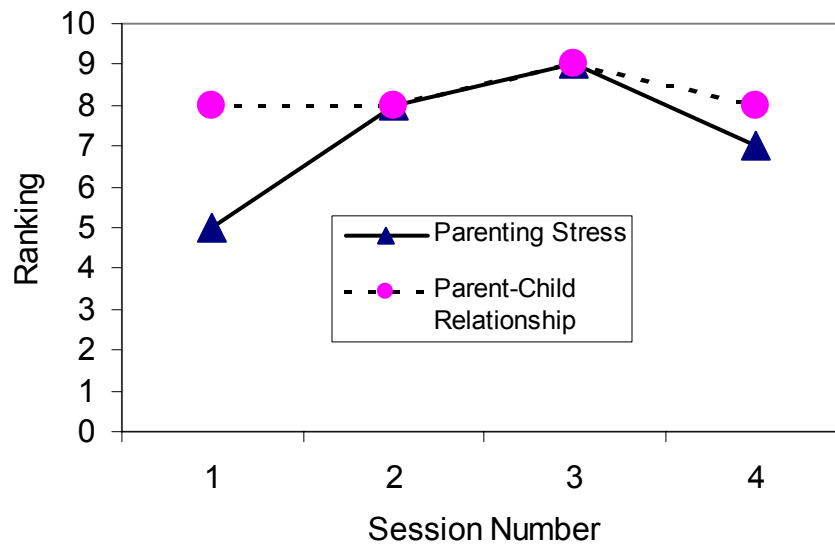 10
9
8
7
6
5
4
3
2
1
0
Ranking
Parenting Stress
Parent-Child
Relationship
1 2 3 4
Session Number